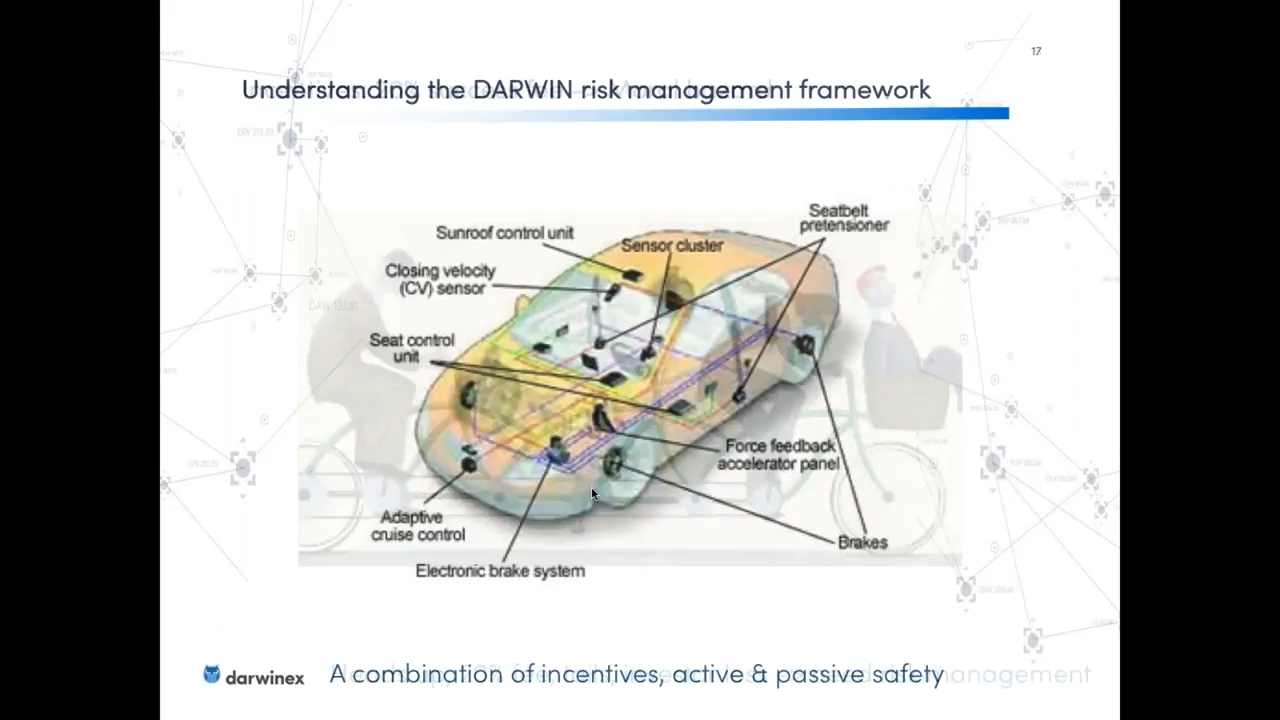 17
Understanding the DARWIN risk management framework
Seatbelt
pretensioner
Sunroof control unit
Sensor cluster
Closing velocity
(CV) sensor
Seat control
unit
Force feedback
accelerator panel
Adaptive
cruise control
Brakes
Electronic brake system
darwinex
A combination of incentives, active & passive safety